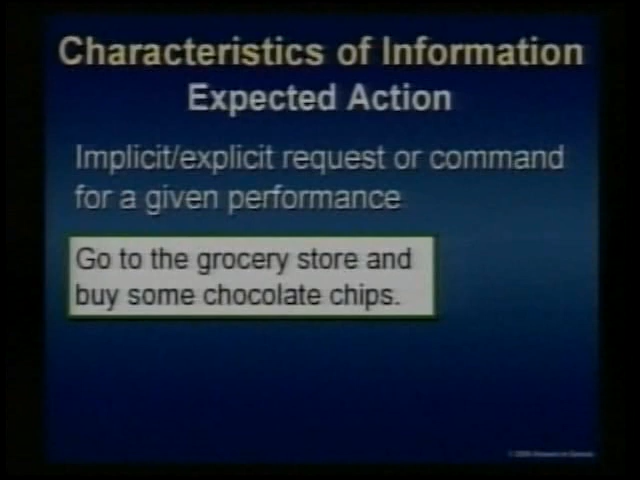 Characteristics of Information
Expected Action
Implicit/explicit request or command
for a given performance
Go to the grocery store and
buy some chocolate chips.